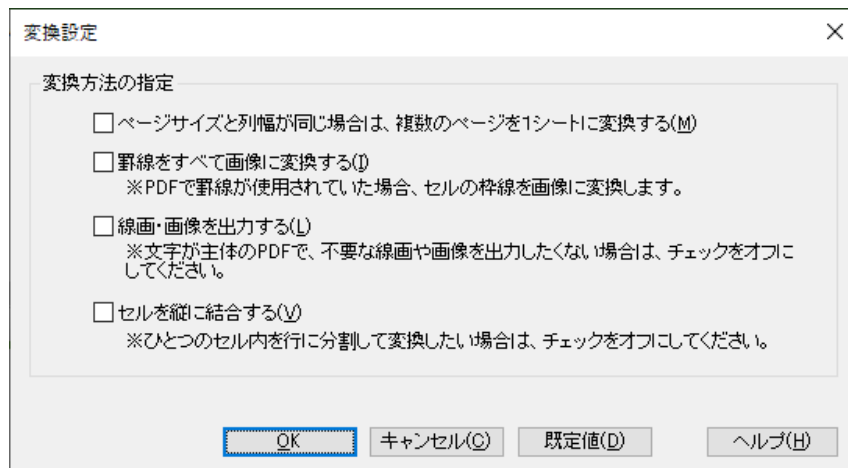 変換設定
変換方法の指定
ページサイズと列幅が同じ場合は、複数のページを1シートに変換する(M)
罫線をすべて画像に変換する(I)
※PDFで罫線が使用されていた場合、セルの枠線を画像に変換します。
線画・画像を出力する(L)
※文字が主体のPDFで、不要な線画や画像を出力したくない場合は、チェックをオフに
してください。
セルを縦に結合する(V)
※ひとつのセル内を行に分割して変換したい場合は、チェックをオフにしてください。
OK キャンセル(C) 既定値(D) ヘルプ(H)